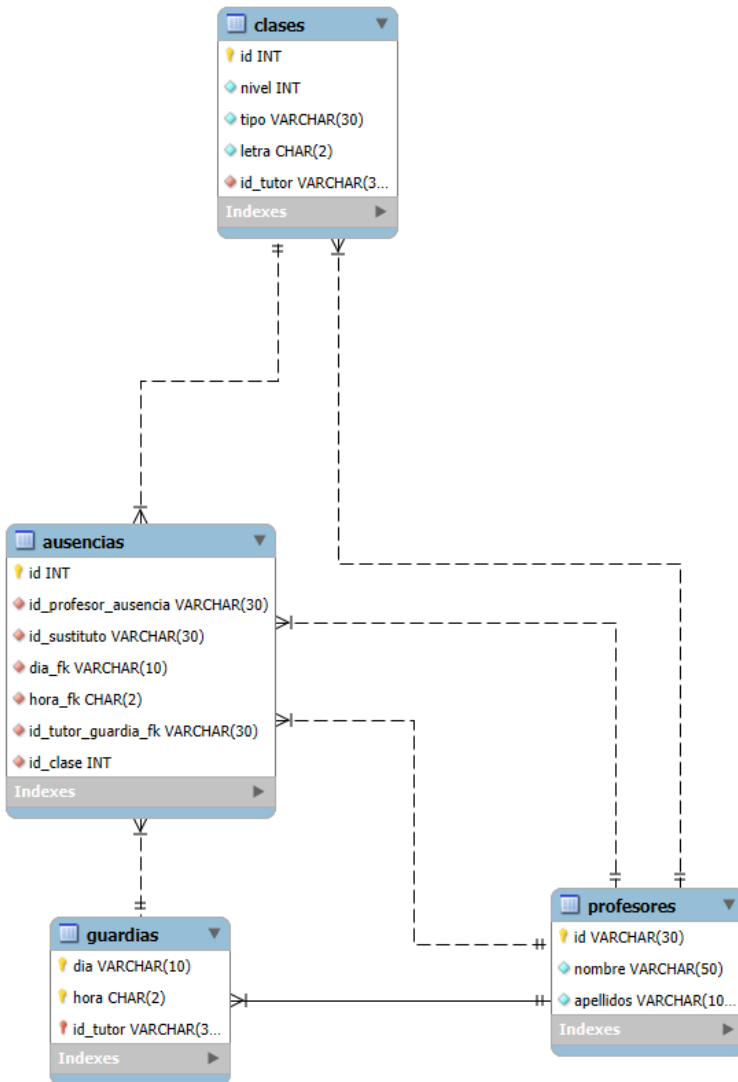 clases
id INT
nivel INT
tipo VARCHAR(30)
letra CHAR(2)
id_tutor VARCHAR(3...
Indexes
ausencias
id INT
id_profesor_ausencia VARCHAR(30)
id_sustituto VARCHAR(30)
dia_fk VARCHAR(10)
hora_fk CHAR(2)
id_tutor_guardia_fk VARCHAR(30)
id_clase INT
Indexes
guardias
dia VARCHAR(10)
hora CHAR(2)
id_tutor VARCHAR(3...
Indexes
profesores
id VARCHAR(30)
nombre VARCHAR(50)
apellidos VARCHAR(10...
Indexes